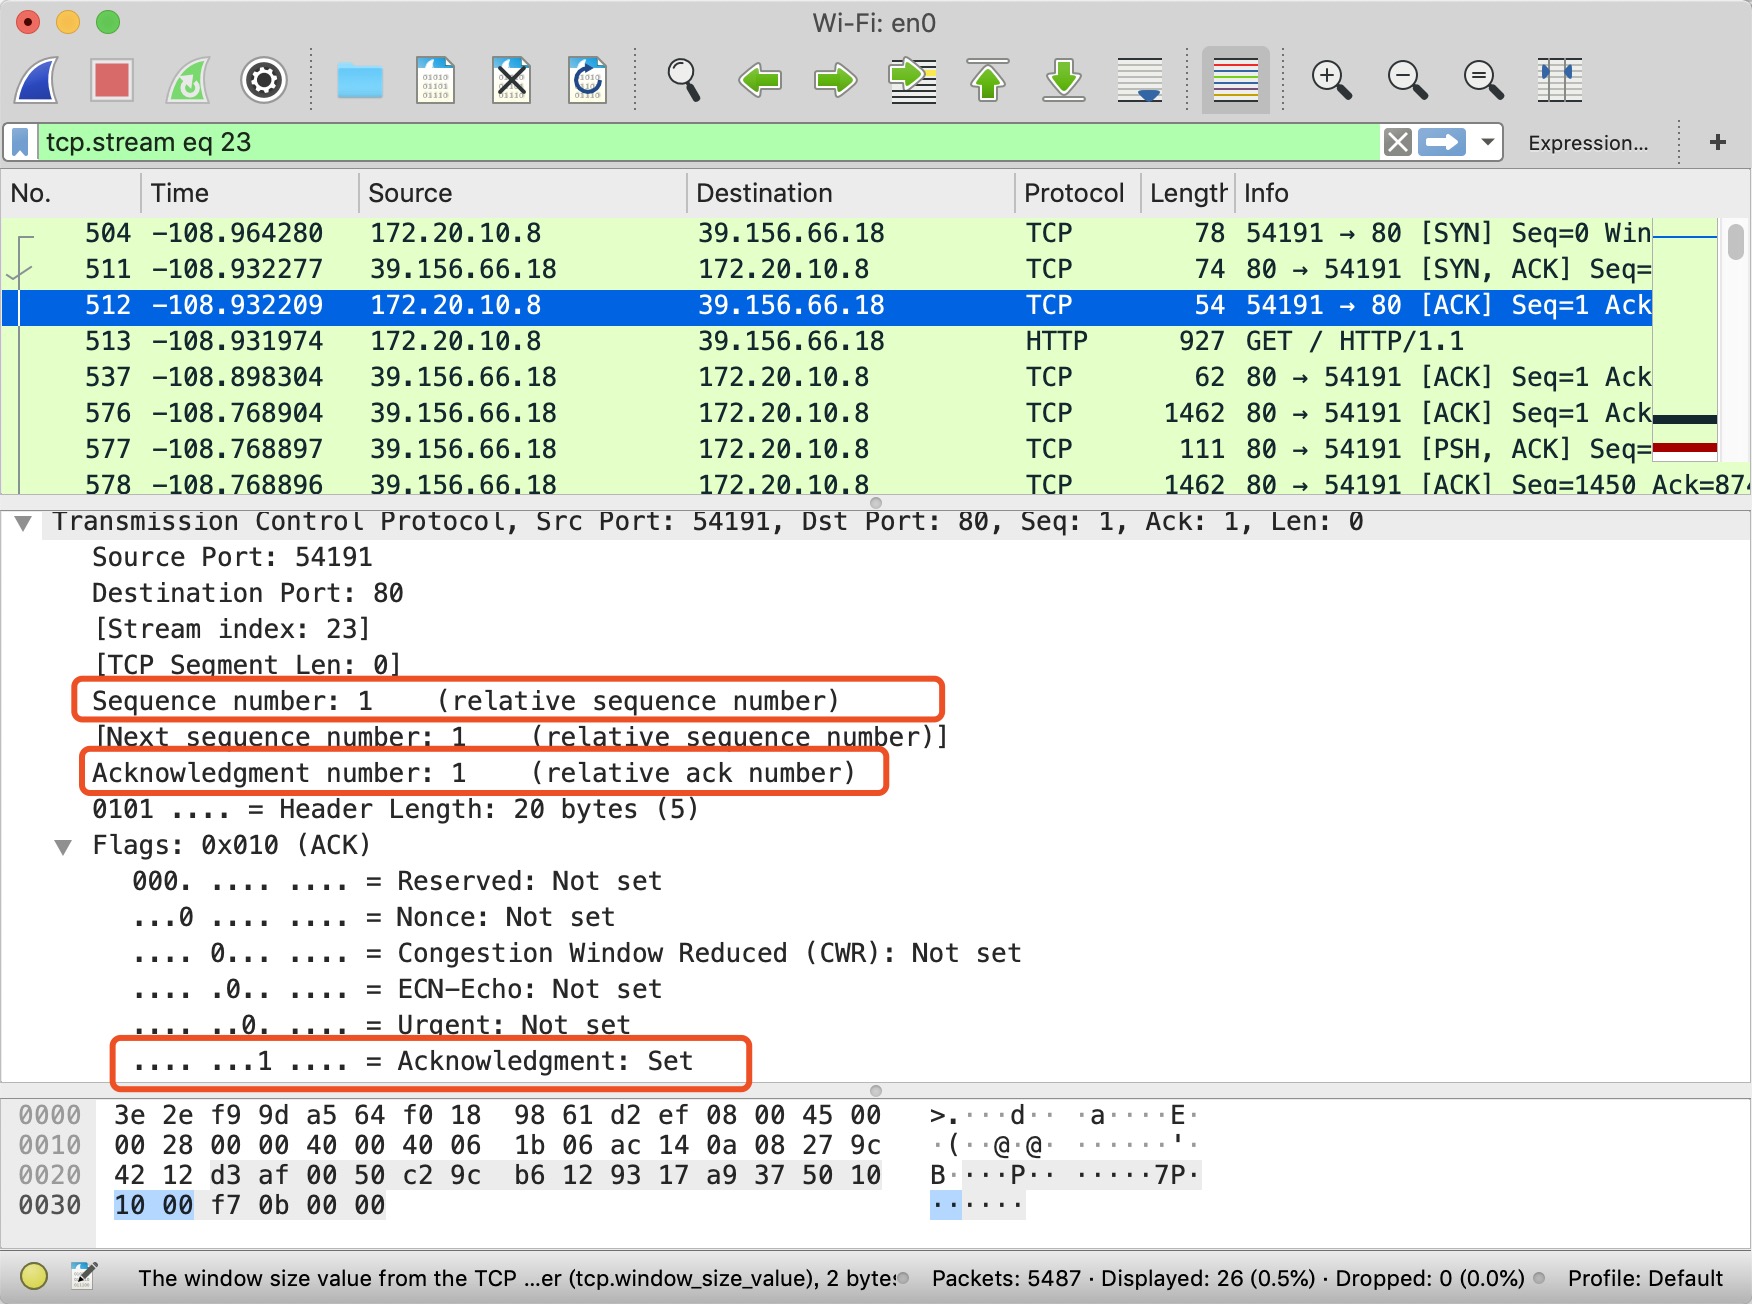 Wi-Fi: en0
tcp.stream eq 23 Expression... +
No. Time Source Destination Protocol Length Info
504 −108.964280 172.20.10.8 39.156.66.18 TCP 78 54191 → 80 [SYN] Seq=0 Win
511 −108.932277 39.156.66.18 172.20.10.8 TCP 74 80 → 54191 [SYN, ACK] Seq=
512 −108.932209 172.20.10.8 39.156.66.18 TCP 54 54191 → 80 [ACK] Seq=1 Ack
513 −108.931974 172.20.10.8 39.156.66.18 HTTP 927 GET / HTTP/1.1
537 −108.898304 39.156.66.18 172.20.10.8 TCP 62 80 → 54191 [ACK] Seq=1 Ack
576 −108.768904 39.156.66.18 172.20.10.8 TCP 1462 80 → 54191 [ACK] Seq=1 Ack
577 −108.768897 39.156.66.18 172.20.10.8 TCP 111 80 → 54191 [PSH, ACK] Seq=
578 −108.768896 39.156.66.18 172.20.10.8 TCP 1462 80 → 54191 [ACK] Seq=1450 Ack=874
Transmission Control Protocol, Src Port: 54191, Dst Port: 80, Seq: 1, Ack: 1, Len: 0
Source Port: 54191
Destination Port: 80
[Stream index: 23]
[TCP Segment Len: 0]
Sequence number: 1 (relative sequence number)
[Next sequence number: 1 (relative sequence number)]
Acknowledgment number: 1 (relative ack number)
0101 .... = Header Length: 20 bytes (5)
Flags: 0x010 (ACK)
000. .... .... = Reserved: Not set
...0 .... .... = Nonce: Not set
.... 0... .... = Congestion Window Reduced (CWR): Not set
.... .0.. .... = ECN−Echo: Not set
.... ..0. .... = Urgent: Not set
.... ...1 .... = Acknowledgment: Set
0000 3e 2e f9 9d a5 64 f0 18 98 61 d2 ef 08 00 45 00 >.···d·· ·a····E·
0010 00 28 00 00 40 00 40 06 1b 06 ac 14 0a 08 27 9c ·(··@·@· ······'·
0020 42 12 d3 af 00 50 c2 9c b6 12 93 17 a9 37 50 10 B····P·· ·····7P·
0030 10 00 f7 0b 00 00 ······
The window size value from the TCP ...er (tcp.window_size_value), 2 bytes Packets: 5487 · Displayed: 26 (0.5%) · Dropped: 0 (0.0%) Profile: Default